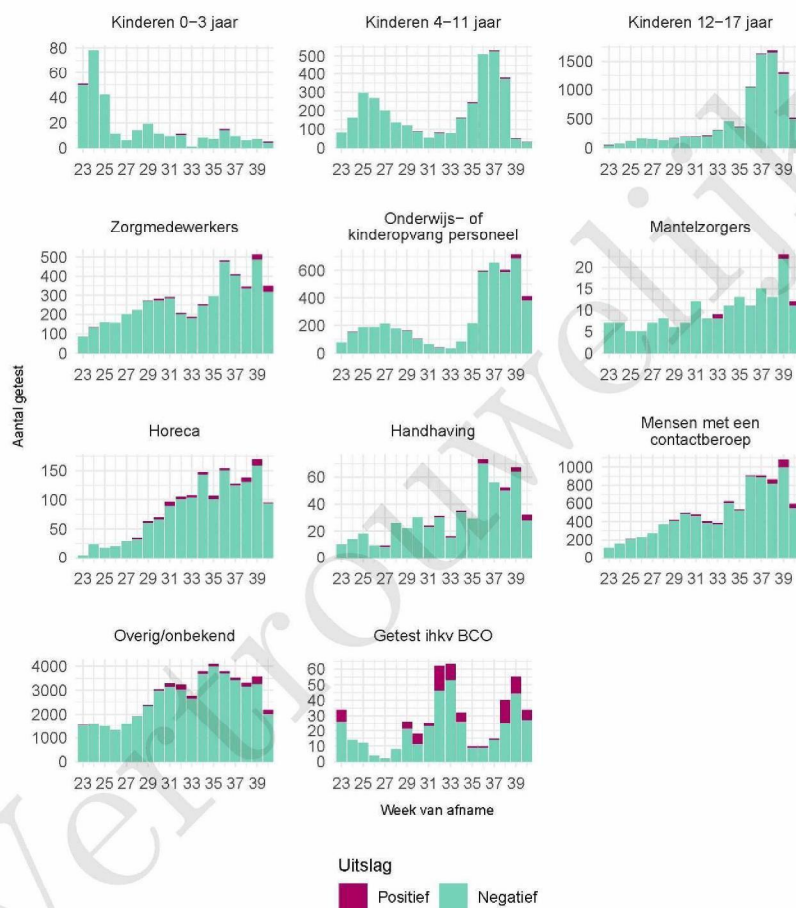 Kinderen 0−3 jaar
Kinderen 4−11 jaar
Kinderen 12−17 jaar
80
60
40
20
0
23 25 27 29 31 33 35 37 39
500
400
300
200
100
0
23 25 27 29 31 33 35 37 39
1500
1000
500
0
23 25 27 29 31 33 35 37 39
Zorgmedewerkers
Onderwijs− of
kinderopvang personeel
Mantelzorgers
500
400
300
200
100
0
23 25 27 29 31 33 35 37 39
600
400
200
0
23 25 27 29 31 33 35 37 39
20
15
10
5
0
23 25 27 29 31 33 35 37 39
Aantal getest
Horeca
Handhaving
Mensen met een
contactberoep
150
100
50
0
23 25 27 29 31 33 35 37 39
60
40
20
0
23 25 27 29 31 33 35 37 39
1000
800
600
400
200
0
23 25 27 29 31 33 35 37 39
Overig/onbekend
Getest ihkv BCO
4000
3000
2000
1000
0
23 25 27 29 31 33 35 37 39
60
50
40
30
20
10
0
23 25 27 29 31 33 35 37 39
Week van afname
Uitslag
Positief
Negatief
Vertrouwelijk